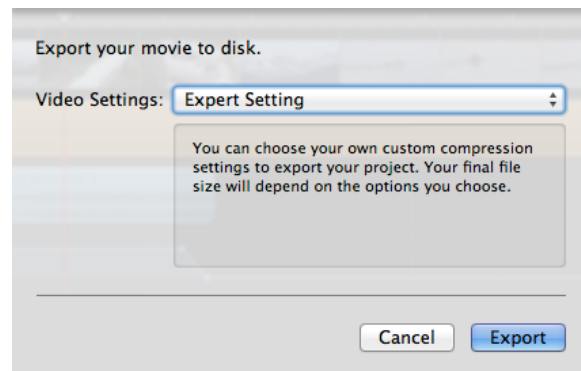 Export your movie to disk.
Video Settings: Expert Setting
You can choose your own custom compression
settings to export your project. Your final file
size will depend on the options you choose.
Cancel Export